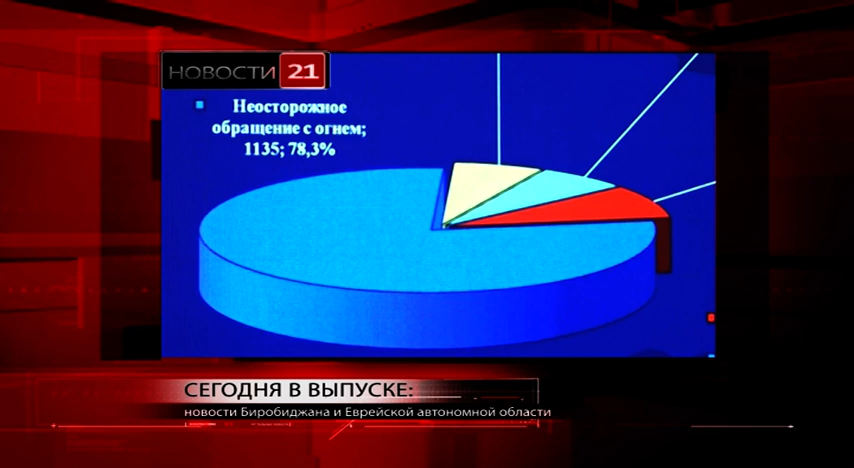 НОВОСТИ 21
Неосторожное
обращение с огнем;
1135; 78,3%
СЕГОДНЯ В ВЫПУСКЕ:
новости Биробиджана и Еврейской автономной области